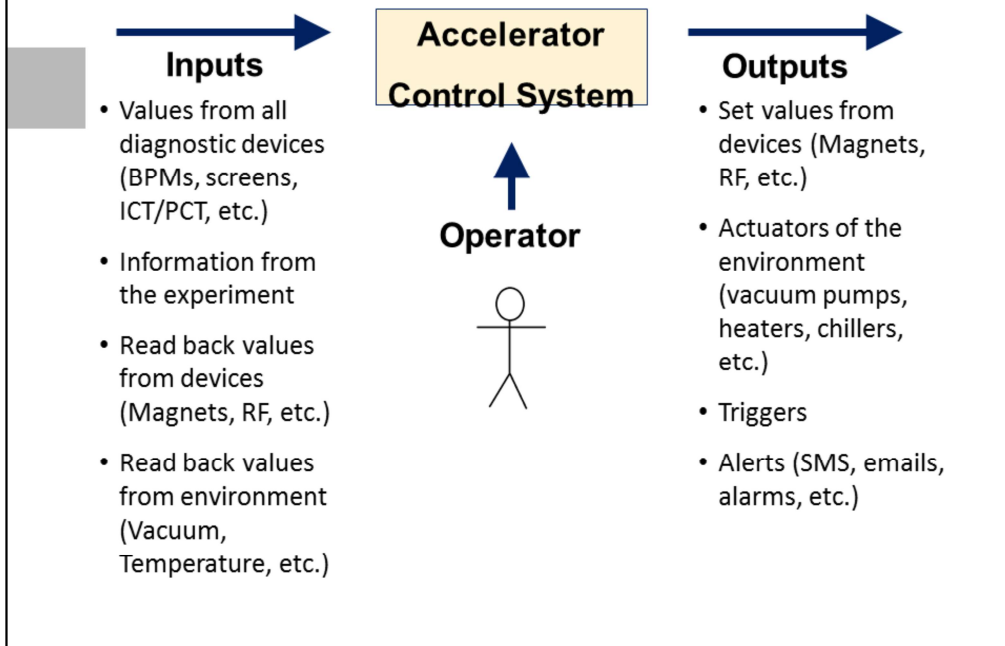 Accelerator
Control System
Inputs
• Values from all
diagnostic devices
(BPMs, screens,
ICT/PCT, etc.)
• Information from
the experiment
• Read back values
from devices
(Magnets, RF, etc.)
• Read back values
from environment
(Vacuum,
Temperature, etc.)
Operator
Outputs
• Set values from
devices (Magnets,
RF, etc.)
• Actuators of the
environment
(vacuum pumps,
heaters, chillers,
etc.)
• Triggers
• Alerts (SMS, emails,
alarms, etc.)